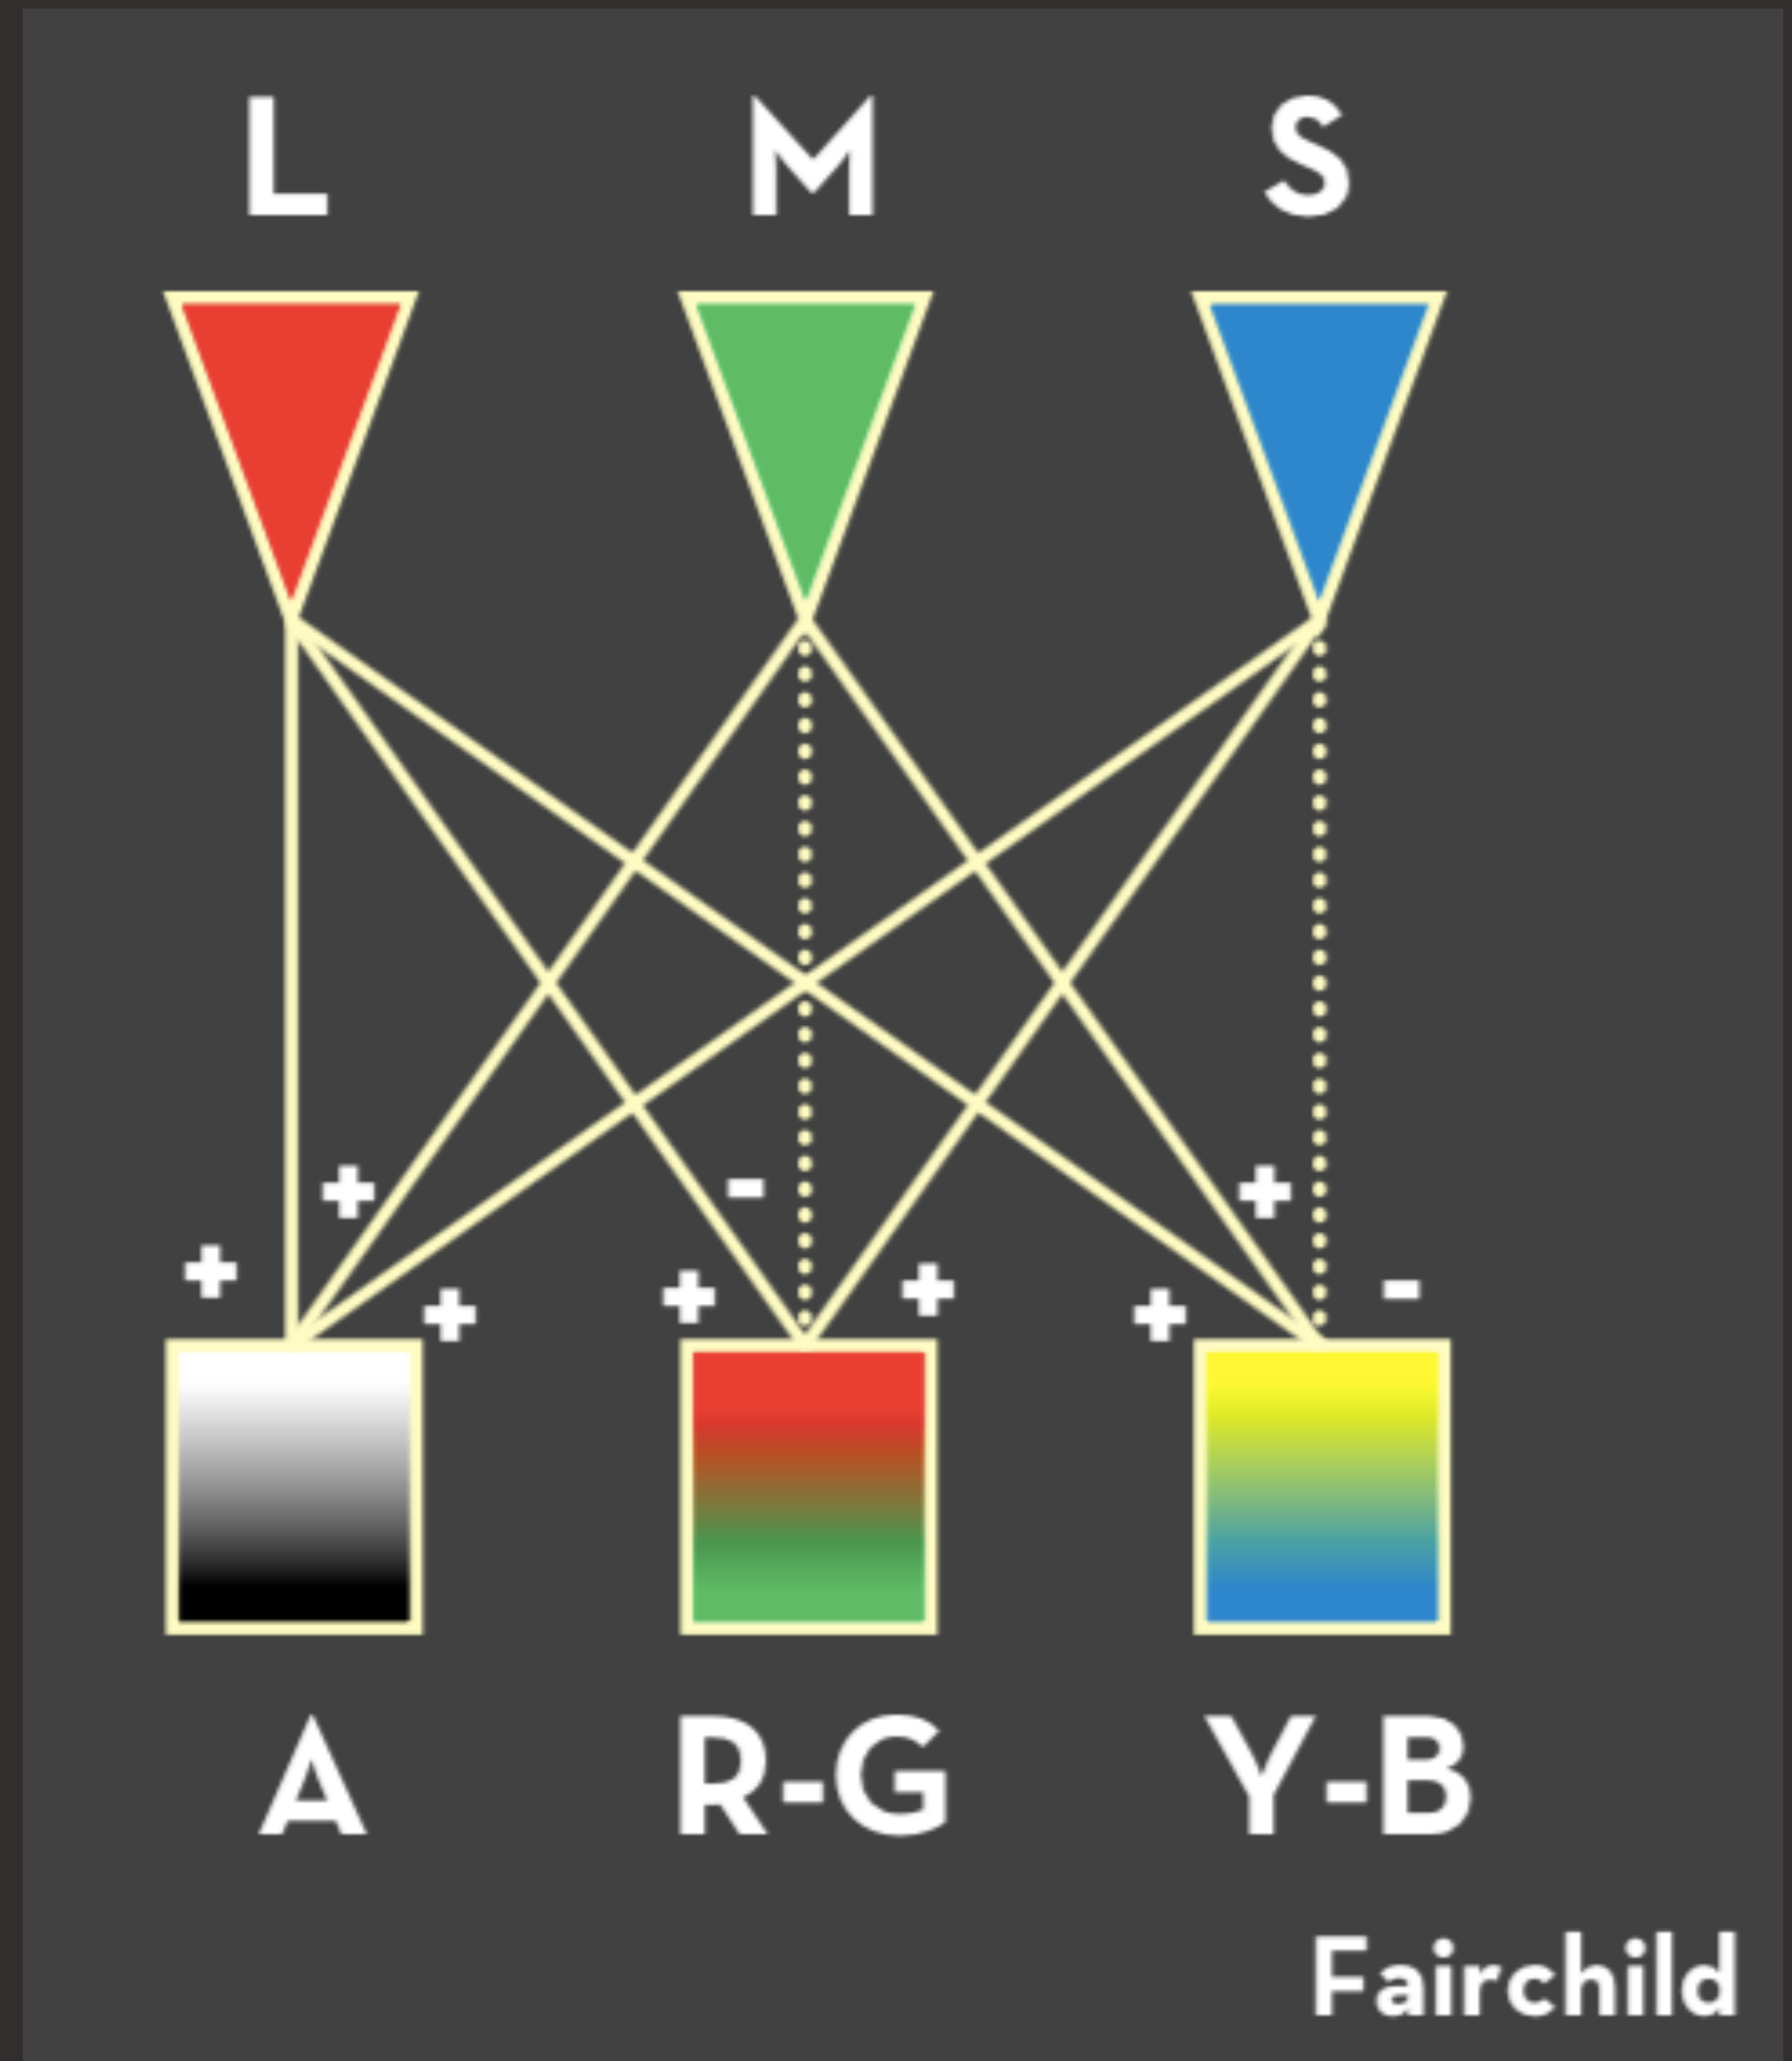 L M S
+ - +
+ + + + + -
A R-G Y-B
Fairchild